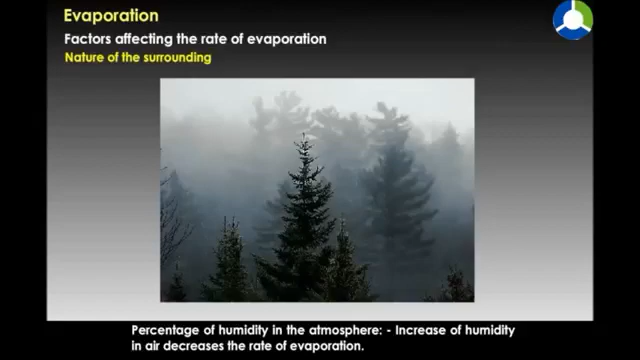 Evaporation
Factors affecting the rate of evaporation
Nature of the surrounding
Percentage of humidity in the atmosphere: - Increase of humidity
in air decreases the rate of evaporation.